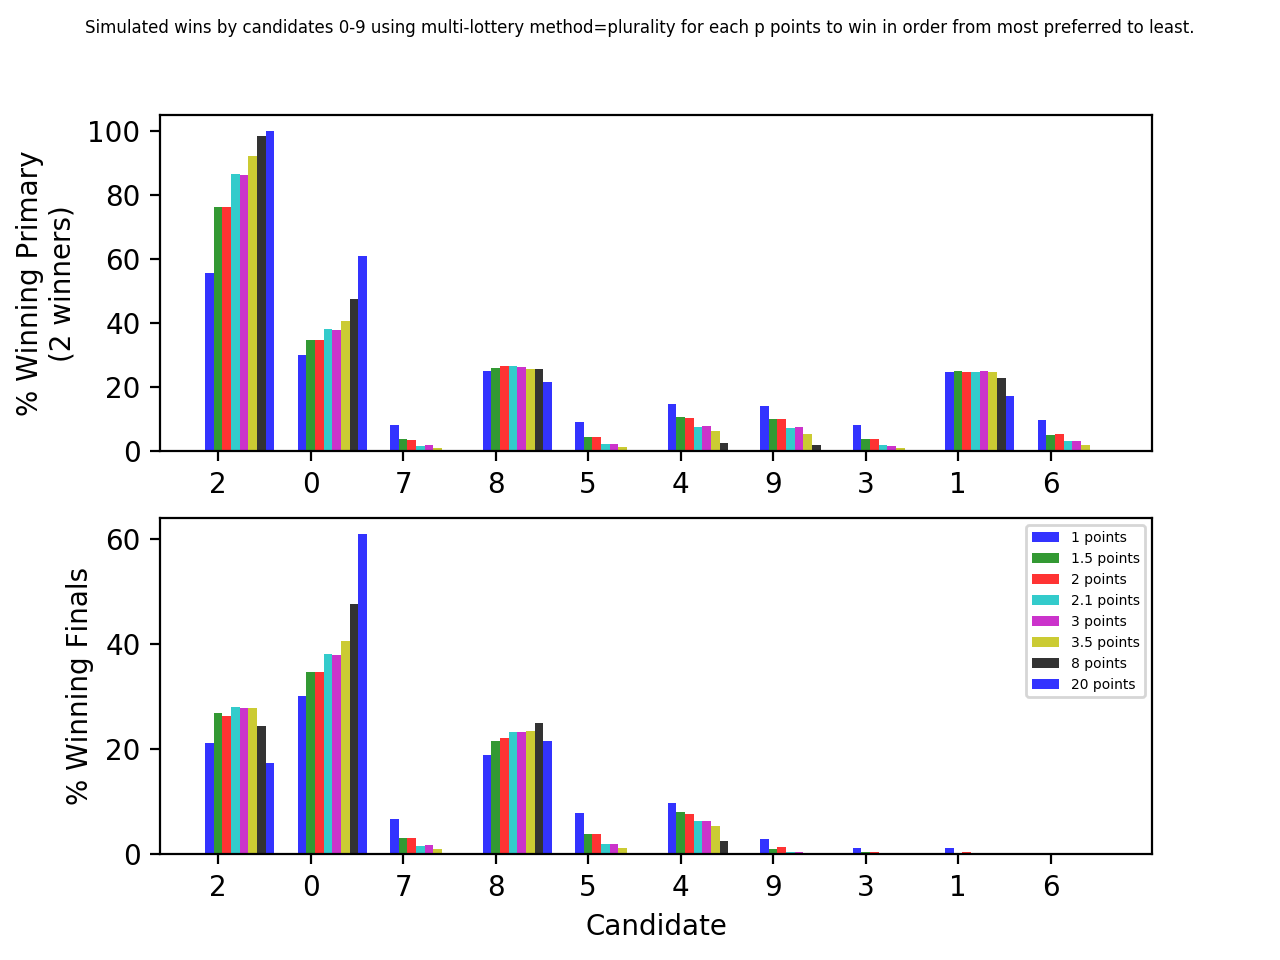 Simulated wins by candidates 0-9 using multi-lottery method=plurality for each p points to win in order from most preferred to least.
% Winning Primary
(2 winners)
100
80
60
40
20
0
2 0 7 8 5 4 9 3 1 6
% Winning Finals
60
40
20
0
1 points
1.5 points
2 points
2.1 points
3 points
3.5 points
8 points
20 points
2 0 7 8 5 4 9 3 1 6
Candidate